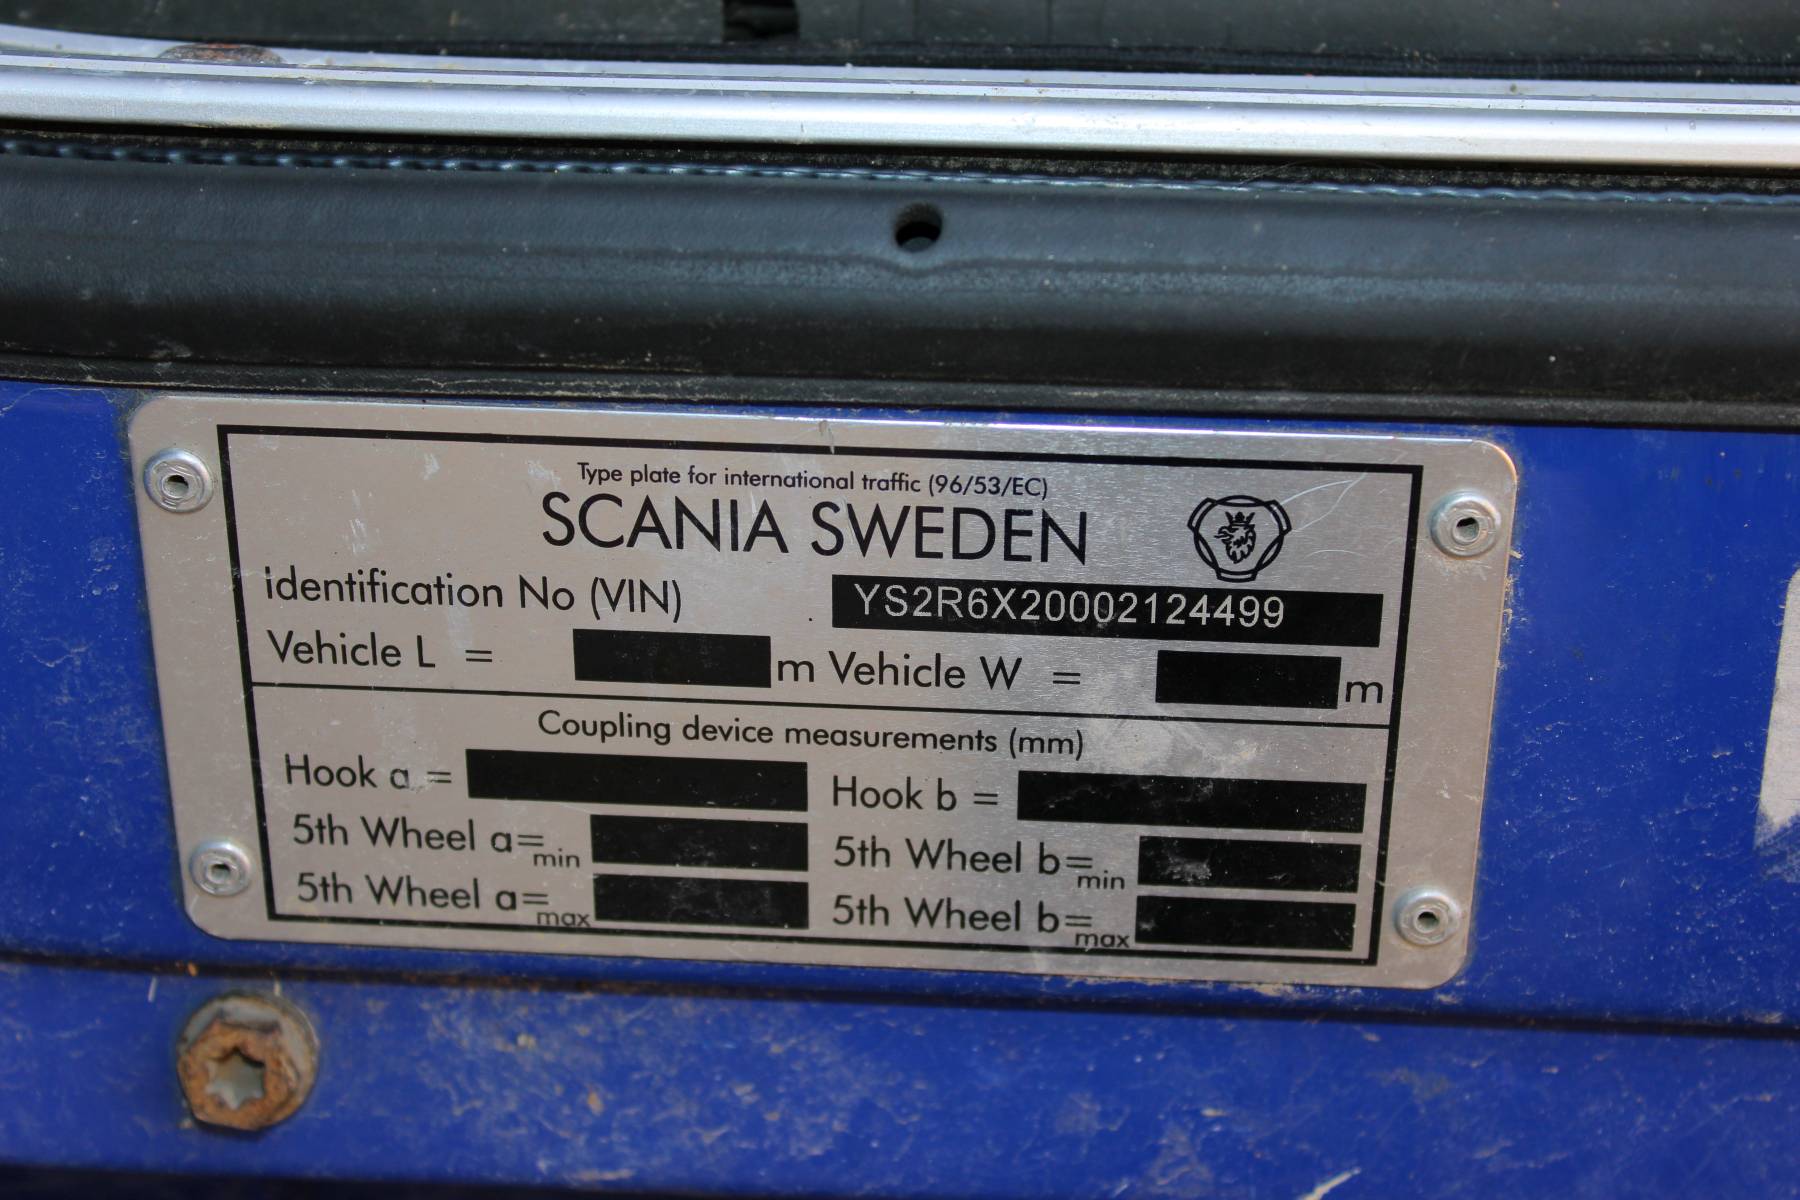 Type plate for international traffic (96/53/EC)
SCANIA SWEDEN
Identification No (VIN) YS2R6X20002124499
Vehicle L = m Vehicle W = m
Coupling device measurements (mm)
Hook a = Hook b =
5th Wheel a=min 5th Wheel b=min
5th Wheel a=max 5th Wheel b=max